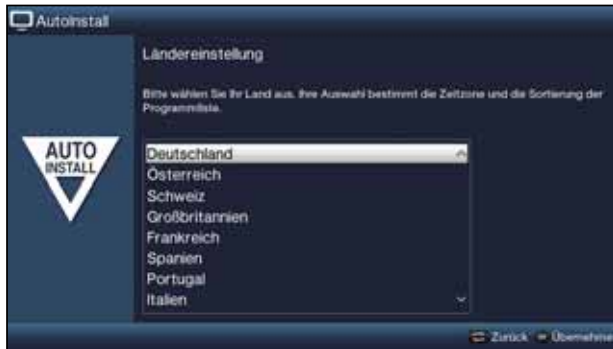 AutoInstall
Ländereinstellung
Bitte wählen Sie Ihr Land aus. Ihre Auswahl bestimmt die Zeitzone und die Sortierung der
Programmliste.
AUTO
INSTALL
Deutschland
Österreich
Schweiz
Großbritannien
Frankreich
Spanien
Portugal
Italien
Zurück
Übernehme